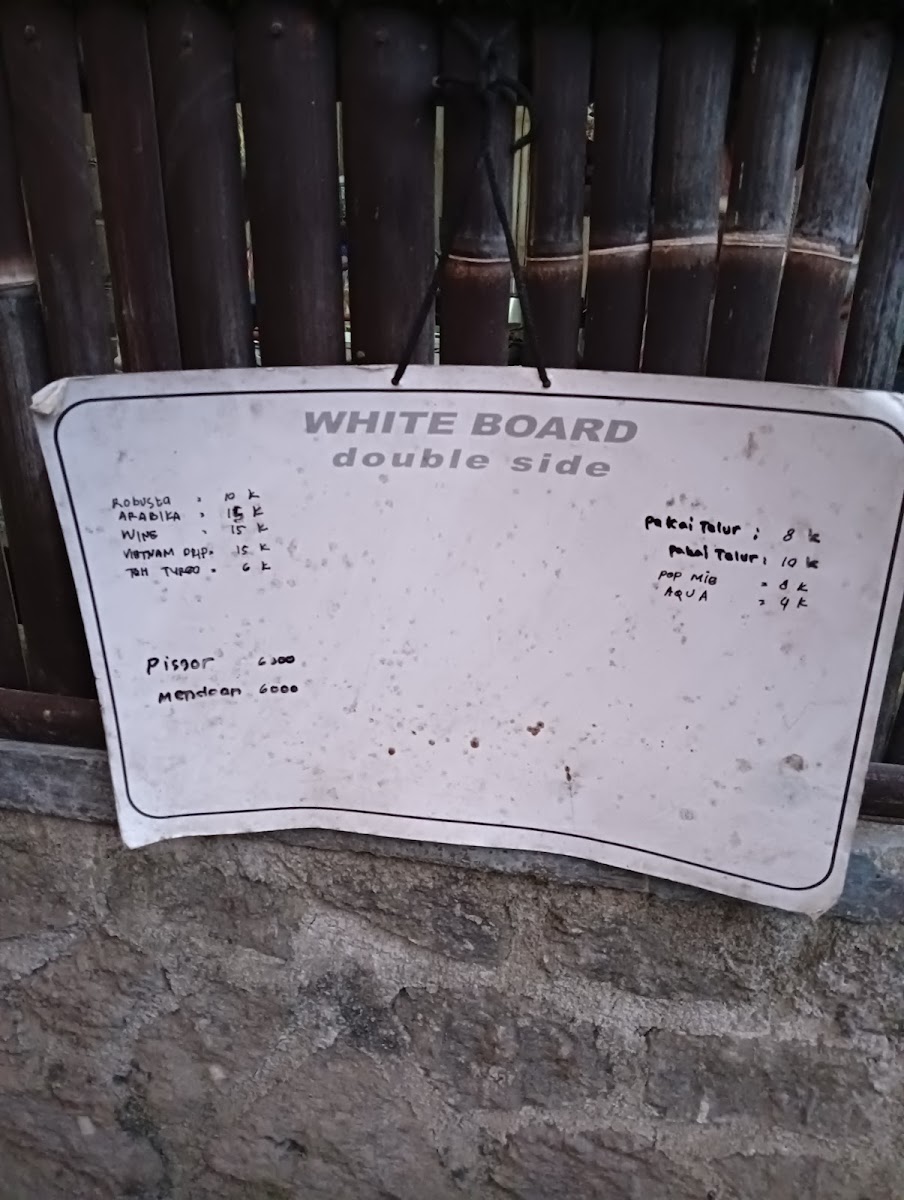 WHITE BOARD
double side
Robusta : 10 K
ARABIKA : 15 K
WINE : 15 K
VIETNAM DRIP = 15 K
TEH TUBRO = 6 K
Pisgor 6000
Mendoan 6000
Pakai Telur : 8 k
Pakai Telur : 10 k
POP MIE = 8 K
AQUA = 4 K